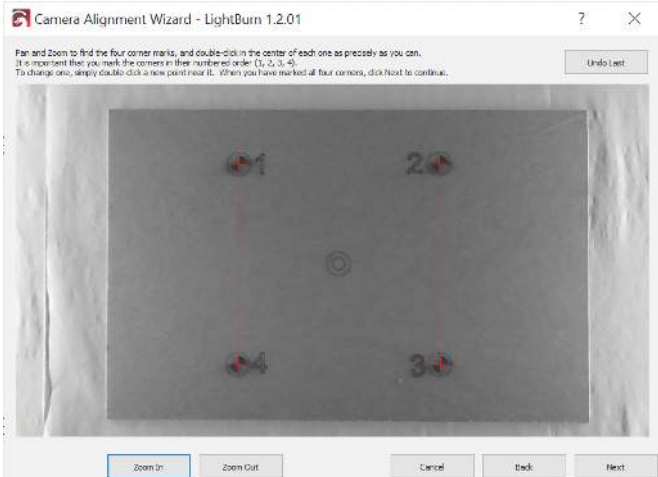 Camera Alignment Wizard - LightBurn 1.2.01
Pan and Zoom to find the four corner marks, and double-click in the center of each one as precisely as you can.
It is important that you mark the corners in their numbered order (1, 2, 3, 4).
To change one, simply double click a new point near it. When you have marked all four corners, click Next to continue.
Undo Last
1
2
4
3
Zoom In
Zoom Out
Cancel
Back
Next